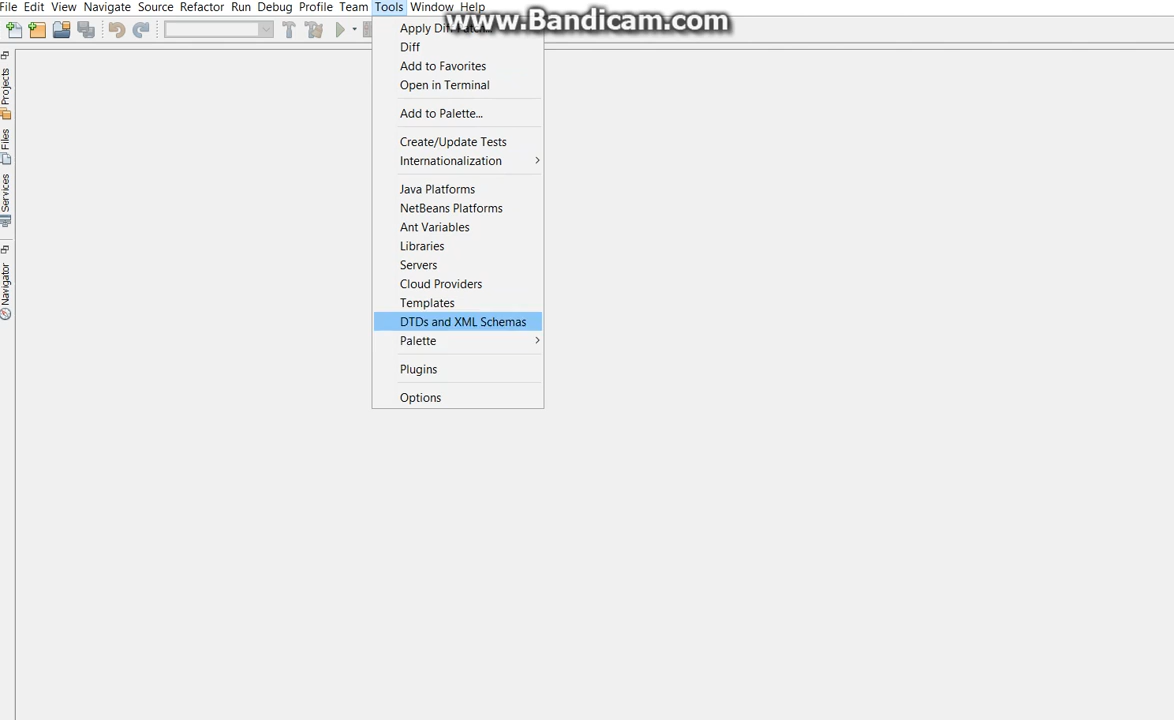 File Edit View Navigate Source Refactor Run Debug Profile Team Tools Window Help
www.Bandicam.com
Apply Diff Patch...
Diff
Add to Favorites
Open in Terminal
Add to Palette...
Create/Update Tests
Internationalization
Java Platforms
NetBeans Platforms
Ant Variables
Libraries
Servers
Cloud Providers
Templates
DTDs and XML Schemas
Palette
Plugins
Options
Projects
Files
Services
Navigator